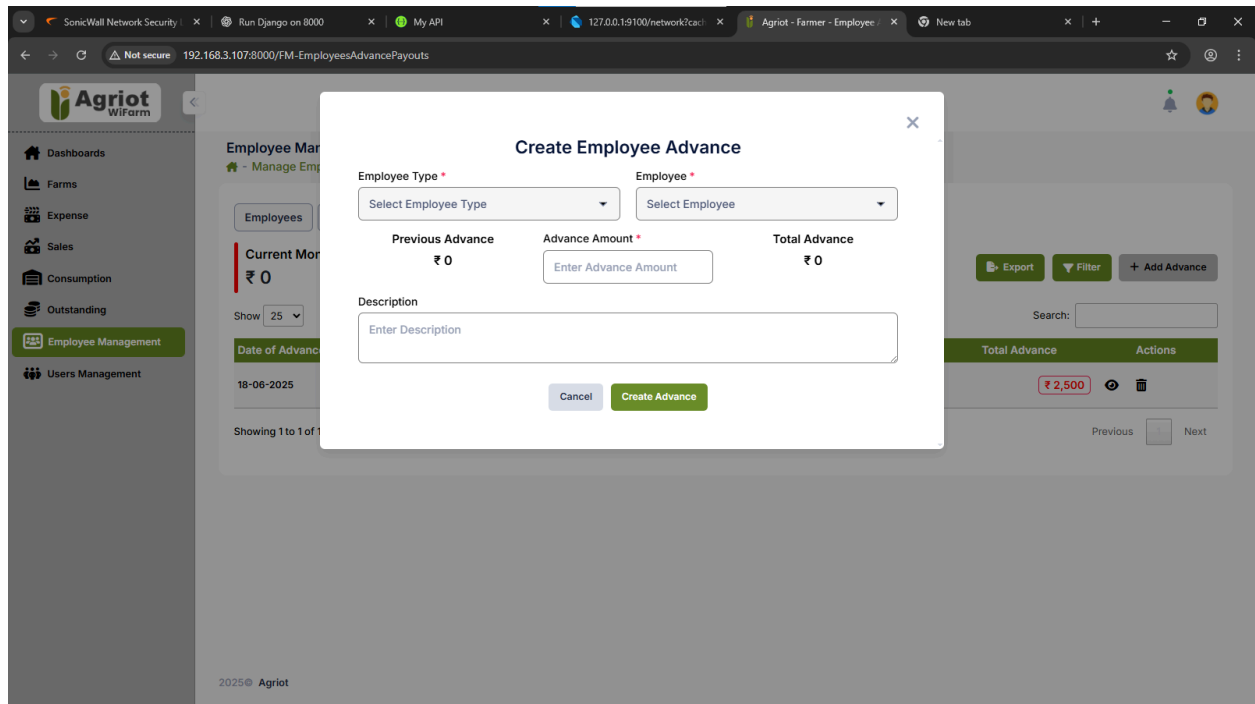 SonicWall Network Security
Run Django on 8000
My API
127.0.0.1:9100/network?cach
Agriot - Farmer - Employee
New tab
Not secure
192.168.3.107:8000/FM-EmployeesAdvancePayouts
Agriot
WiFarm
Dashboards
Farms
Expense
Sales
Consumption
Outstanding
Employee Management
Users Management
Employee Mar
- Manage Emp
Employees
Current Mon
₹ 0
Export
Filter
+ Add Advance
Show 25
Search:
Date of Advance
Total Advance
Actions
18-06-2025
₹ 2,500
Showing 1 to 1 of 1
Previous
Next
Create Employee Advance
Employee Type *
Employee *
Select Employee Type
Select Employee
Previous Advance
Advance Amount *
Total Advance
₹ 0
Enter Advance Amount
₹ 0
Description
Enter Description
Cancel
Create Advance
2025© Agriot